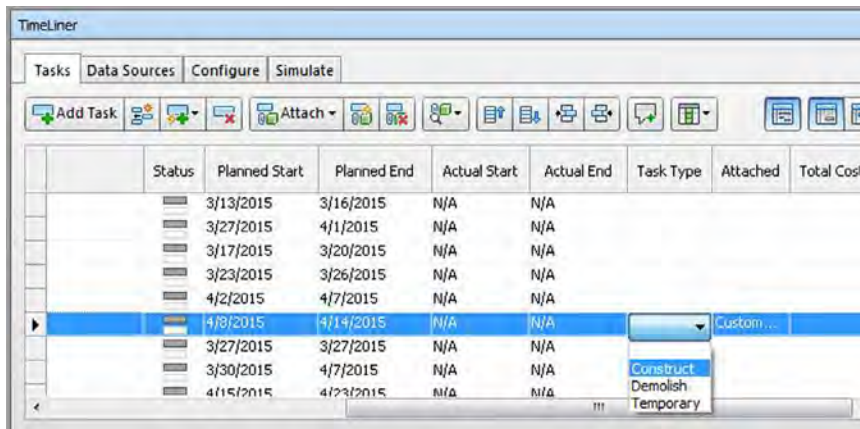 TimeLiner
Tasks Data Sources Configure Simulate
Add Task Attach
Status Planned Start Planned End Actual Start Actual End Task Type Attached Total Cost
3/13/2015 3/16/2015 N/A N/A
3/27/2015 4/1/2015 N/A N/A
3/17/2015 3/20/2015 N/A N/A
3/23/2015 3/26/2015 N/A N/A
4/2/2015 4/7/2015 N/A N/A
4/8/2015 4/14/2015 N/A N/A Custom...
3/27/2015 3/27/2015 N/A N/A
3/30/2015 4/7/2015 N/A N/A Construct
Demolish
4/15/2015 4/23/2015 N/A N/A
Temporary